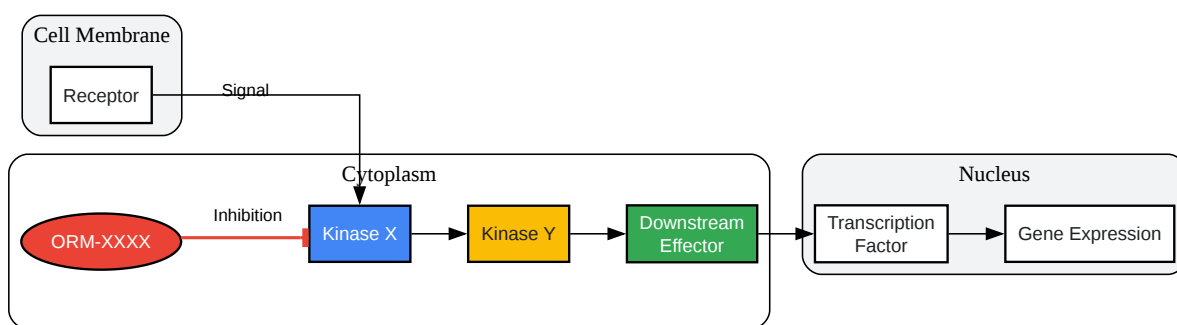 Cell Membrane
Receptor
Signal
Cytoplasm
Nucleus
Inhibition
ORM-XXXX
Kinase X
Kinase Y
Downstream
Effector
Transcription
Factor
Gene Expression